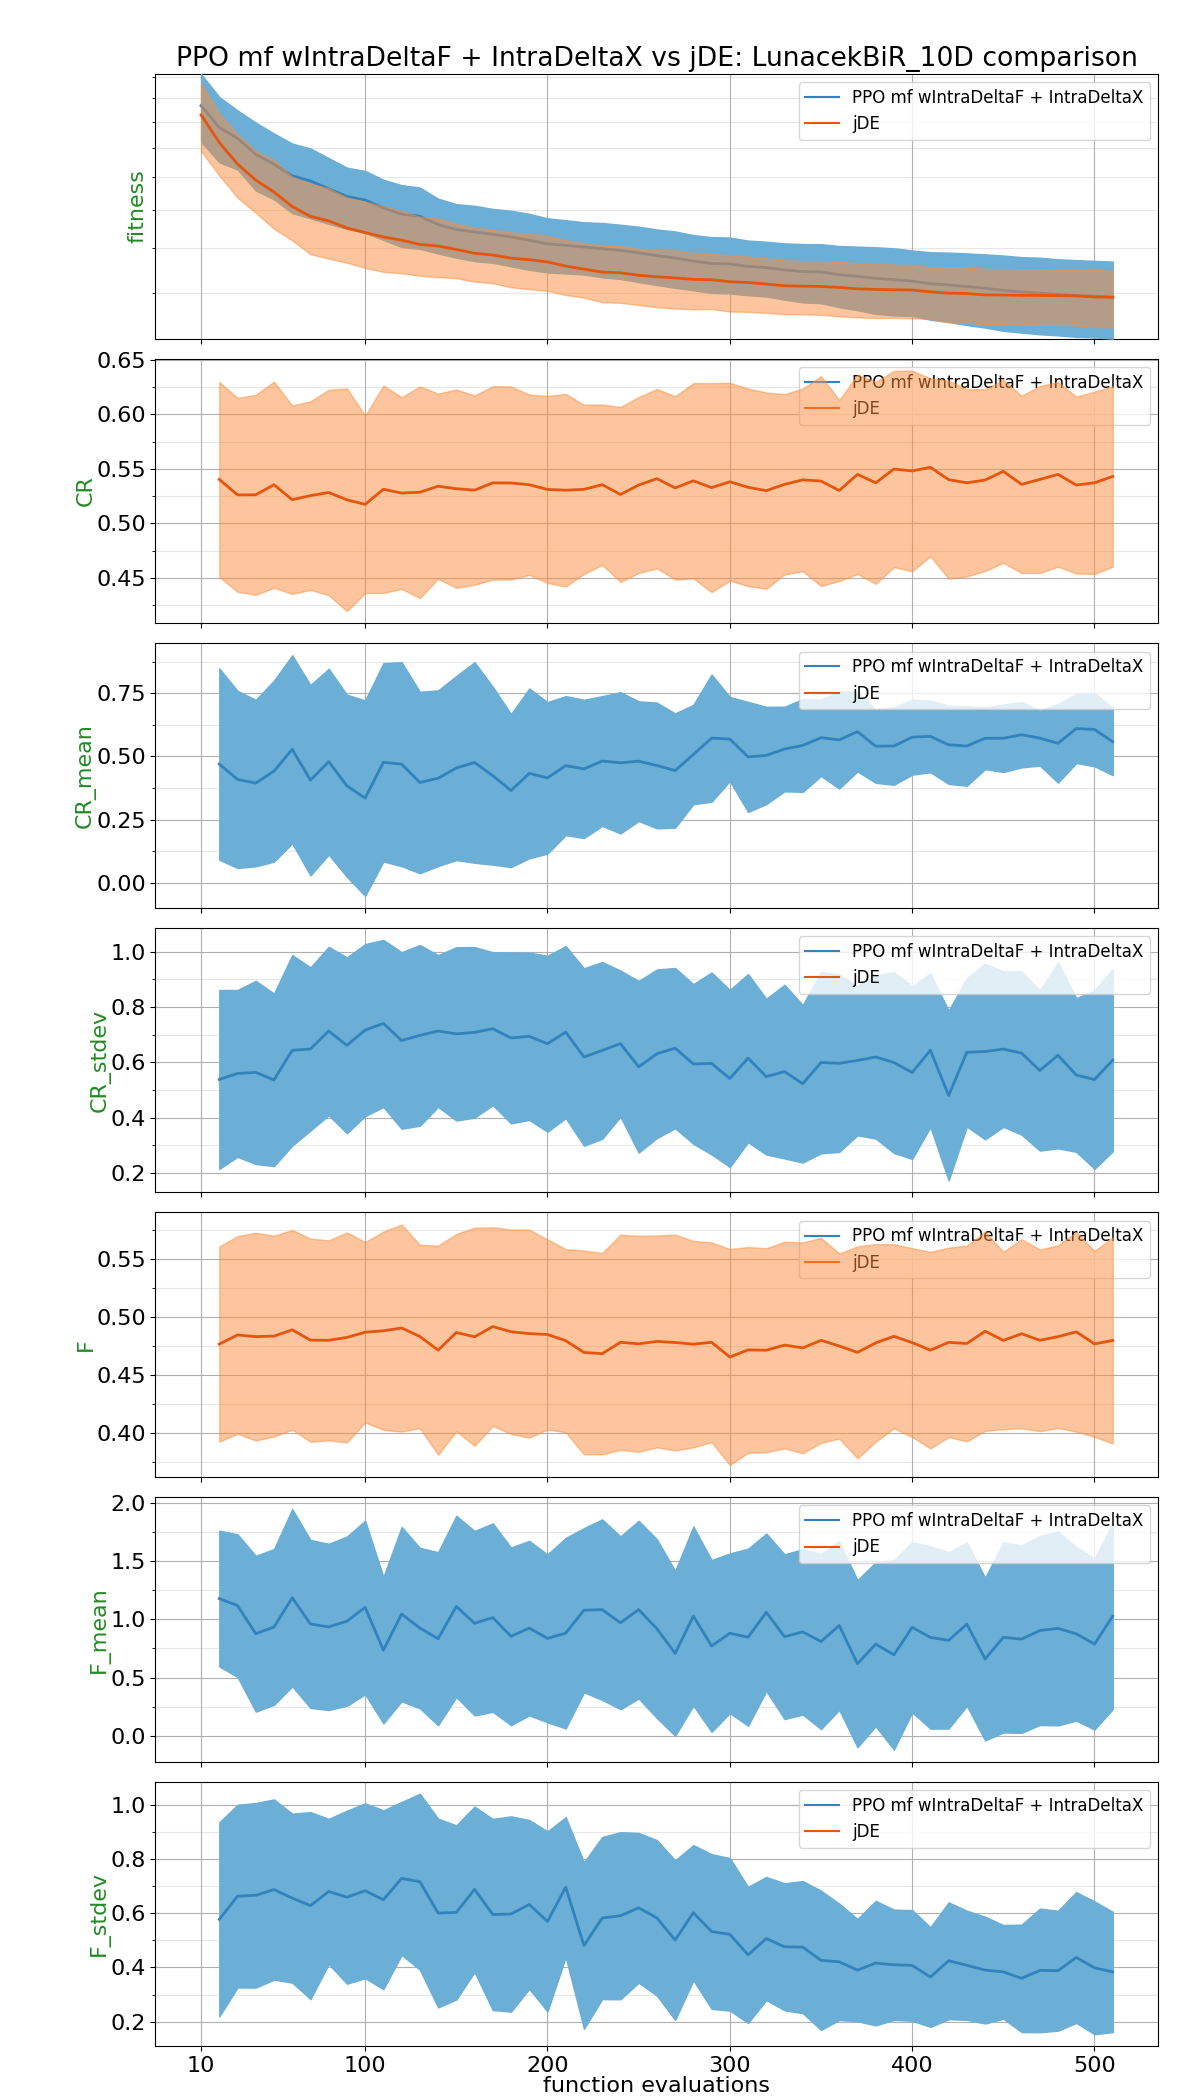 PPO mf wIntraDeltaF + IntraDeltaX vs jDE: LunacekBiR_10D comparison
fitness
PPO mf wIntraDeltaF + IntraDeltaX
jDE
CR
0.65
0.60
0.55
0.50
0.45
PPO mf wIntraDeltaF + IntraDeltaX
jDE
CR_mean
0.75
0.50
0.25
0.00
PPO mf wIntraDeltaF + IntraDeltaX
jDE
CR_stdev
1.0
0.8
0.6
0.4
0.2
PPO mf wIntraDeltaF + IntraDeltaX
jDE
F
0.55
0.50
0.45
0.40
PPO mf wIntraDeltaF + IntraDeltaX
jDE
F_mean
2.0
1.5
1.0
0.5
0.0
PPO mf wIntraDeltaF + IntraDeltaX
jDE
F_stdev
1.0
0.8
0.6
0.4
0.2
PPO mf wIntraDeltaF + IntraDeltaX
jDE
10 100 200 300 400 500
function evaluations